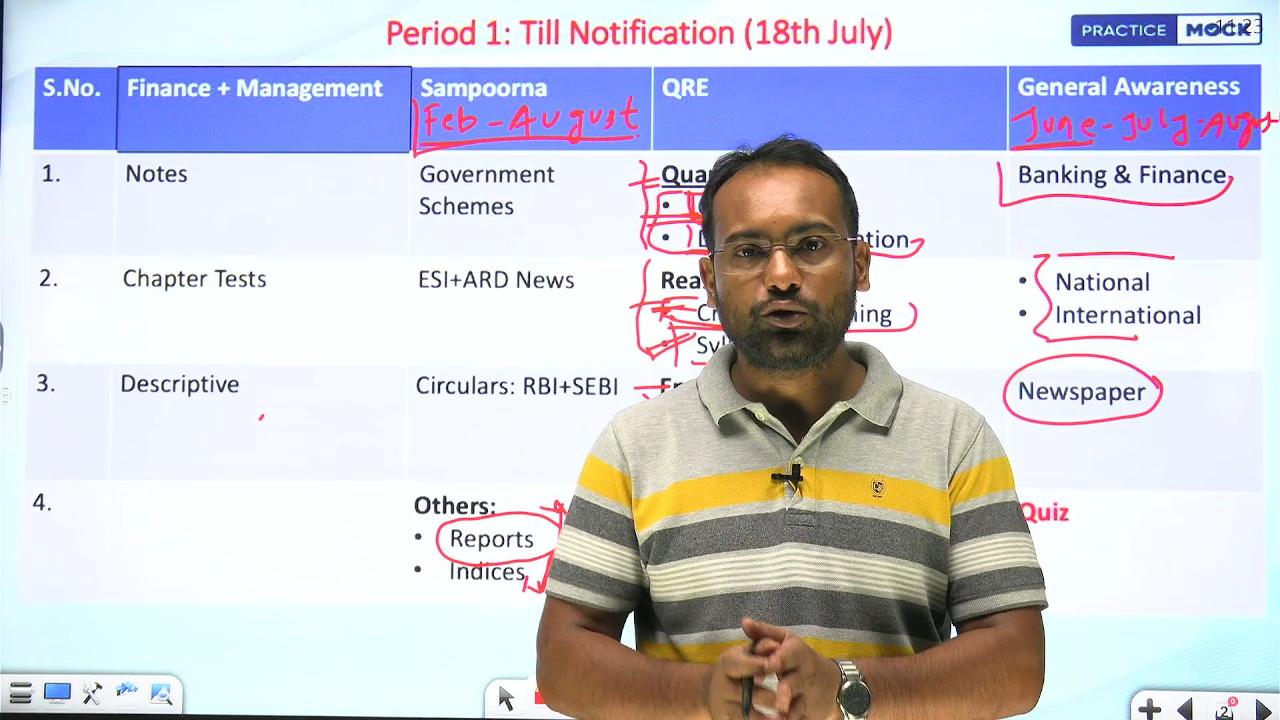 Period 1: Till Notification (18th July)
PRACTICE MOCK
S.No.
Finance + Management
Sampoorna
QRE
General Awareness
Feb - August
June - July - August
1.
Notes
Government
Schemes
Banking & Finance
2.
Chapter Tests
ESI+ARD News
• National
• International
3.
Descriptive
Circulars: RBI+SEBI
Newspaper
4.
Others:
• Reports
• Indices
Quiz
2